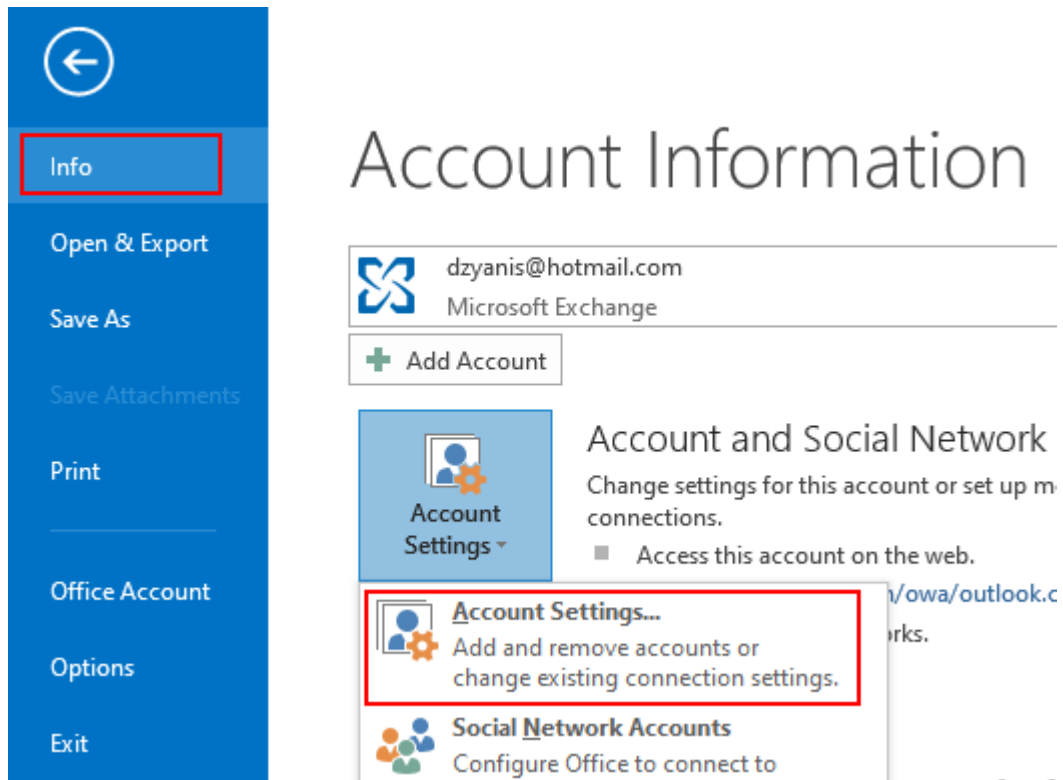 Info
Open & Export
Save As
Save Attachments
Print
Office Account
Options
Exit
Account Information
dzyanis@hotmail.com
Microsoft Exchange
Add Account
Account
Settings
Account and Social Network
Change settings for this account or set up
connections.
Access this account on the web.
/owa/outlook.c
Account Settings...
Add and remove accounts or
change existing connection settings.
Social Network Accounts
Configure Office to connect to